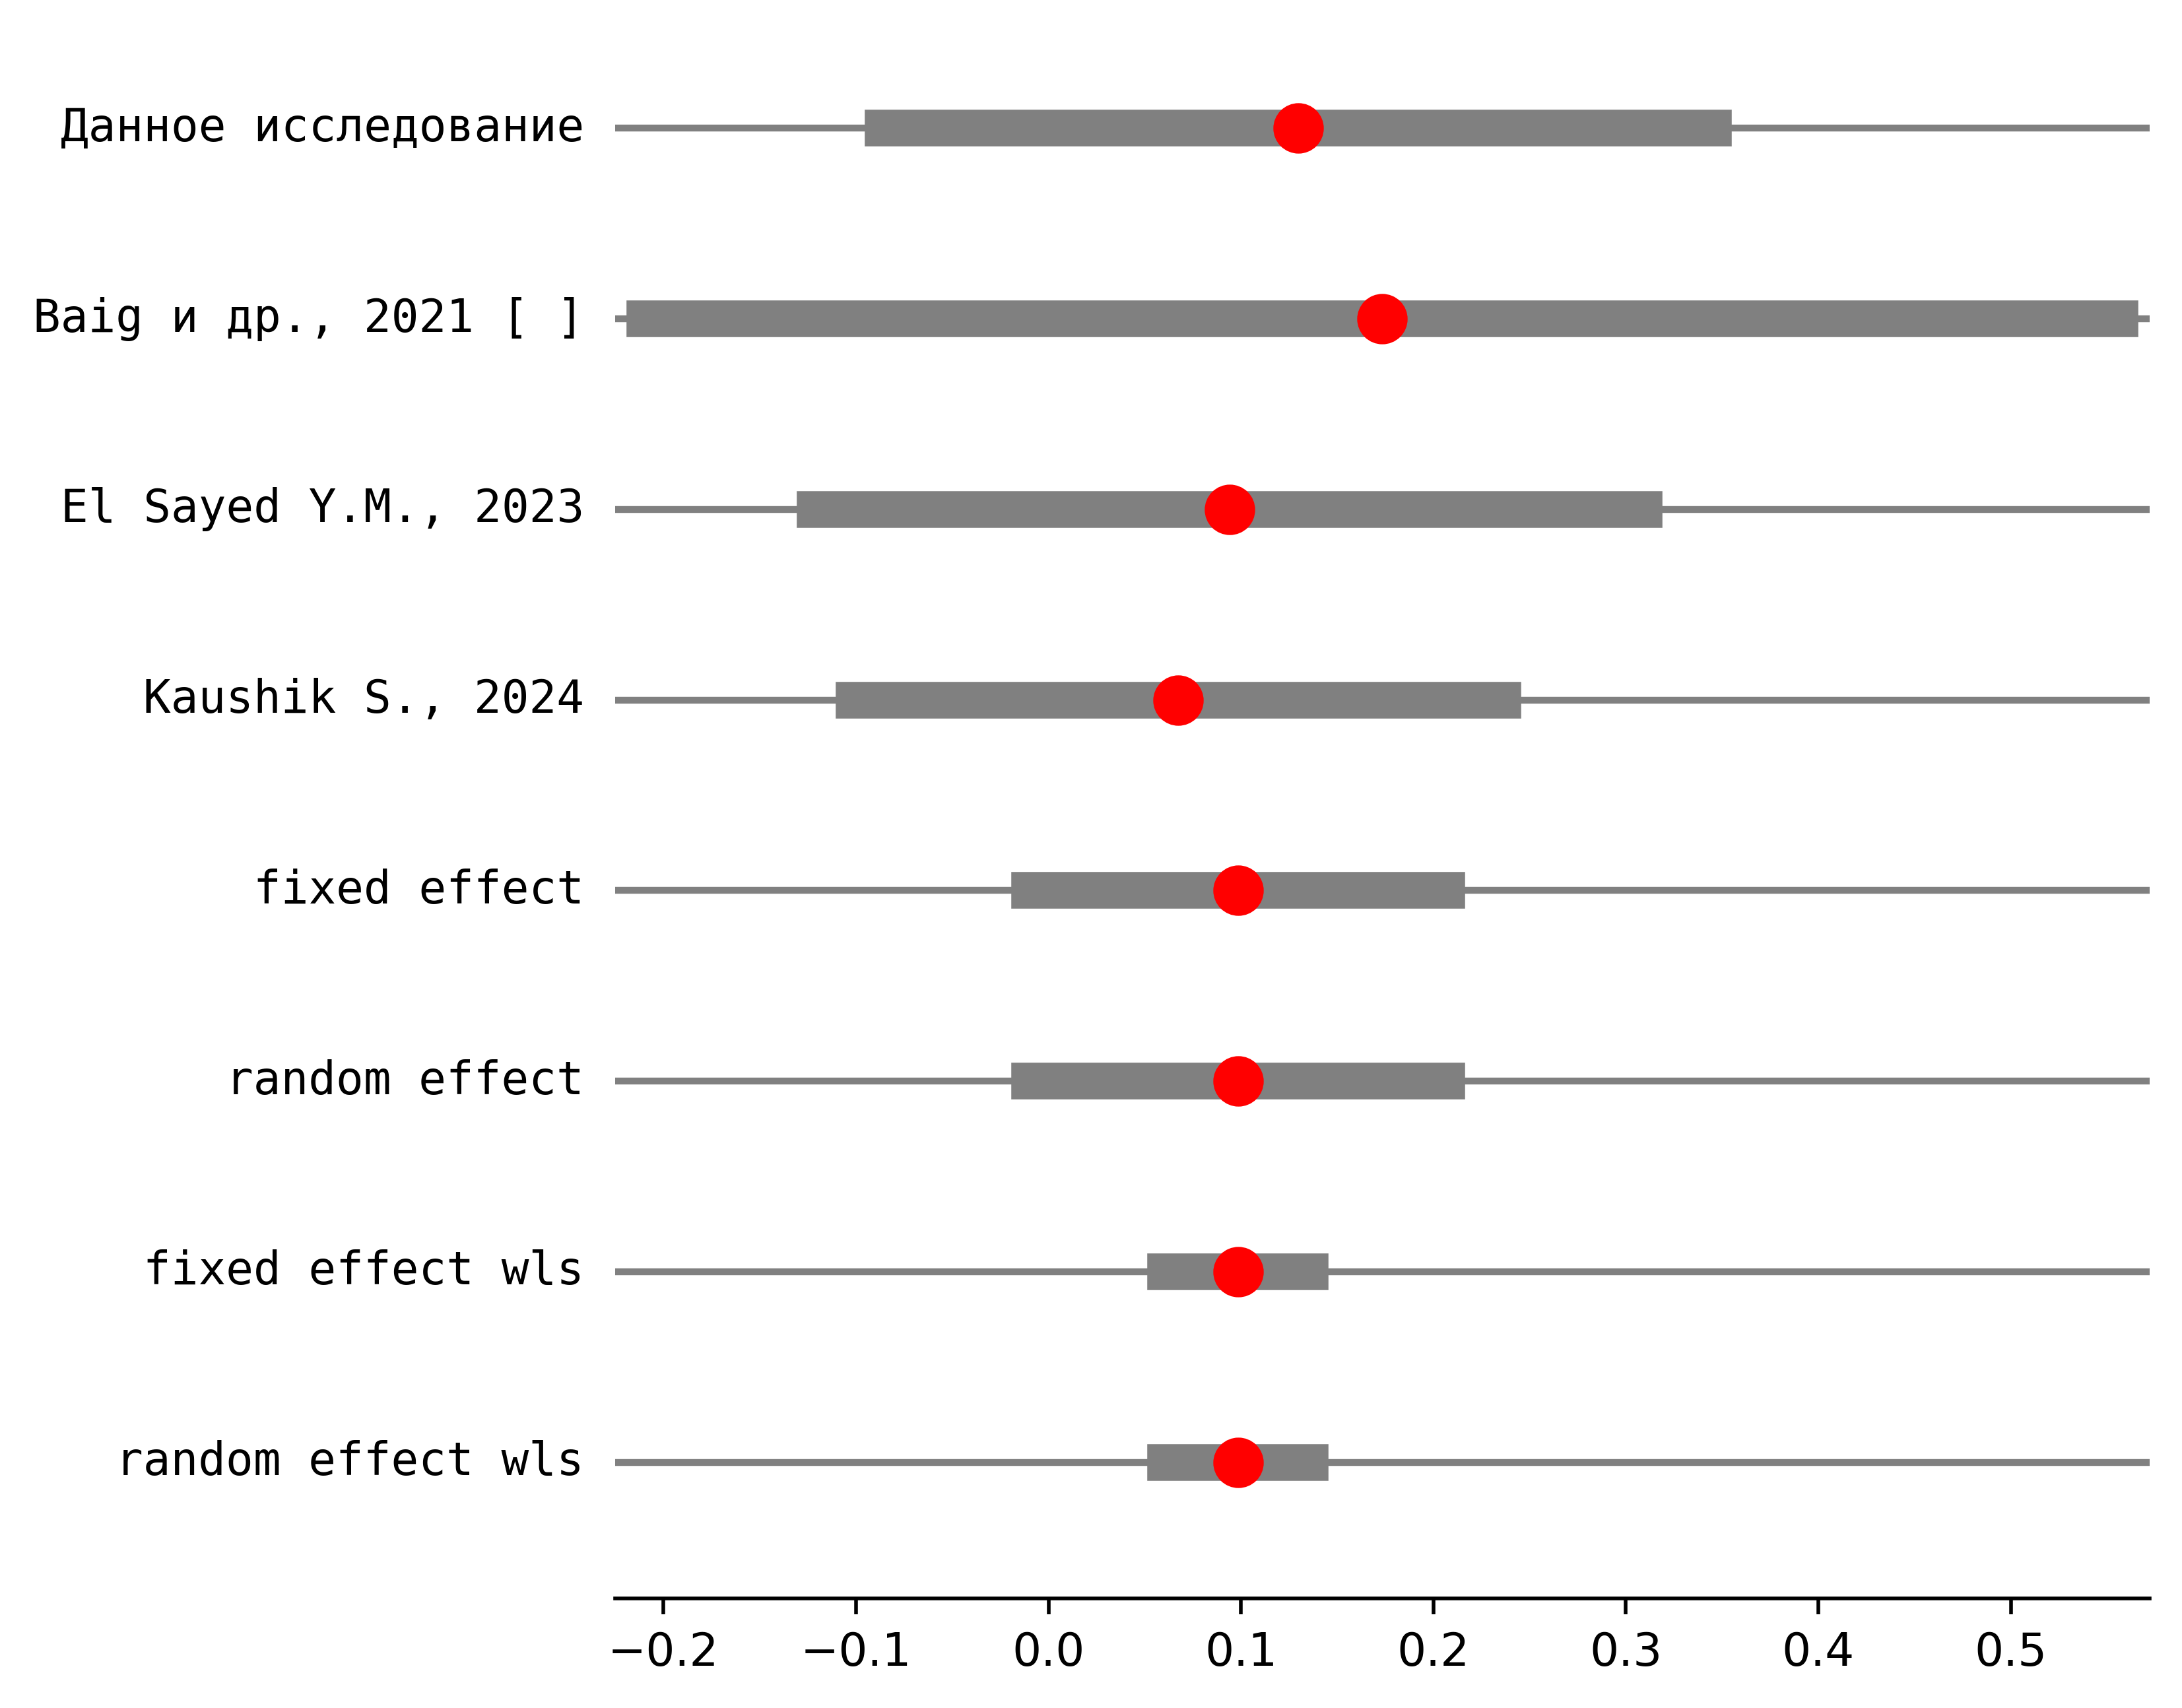 Данное исследование
Baig и др., 2021 [ ]
El Sayed Y.M., 2023
Kaushik S., 2024
fixed effect
random effect
fixed effect wls
random effect wls
−0.2 −0.1 0.0 0.1 0.2 0.3 0.4 0.5